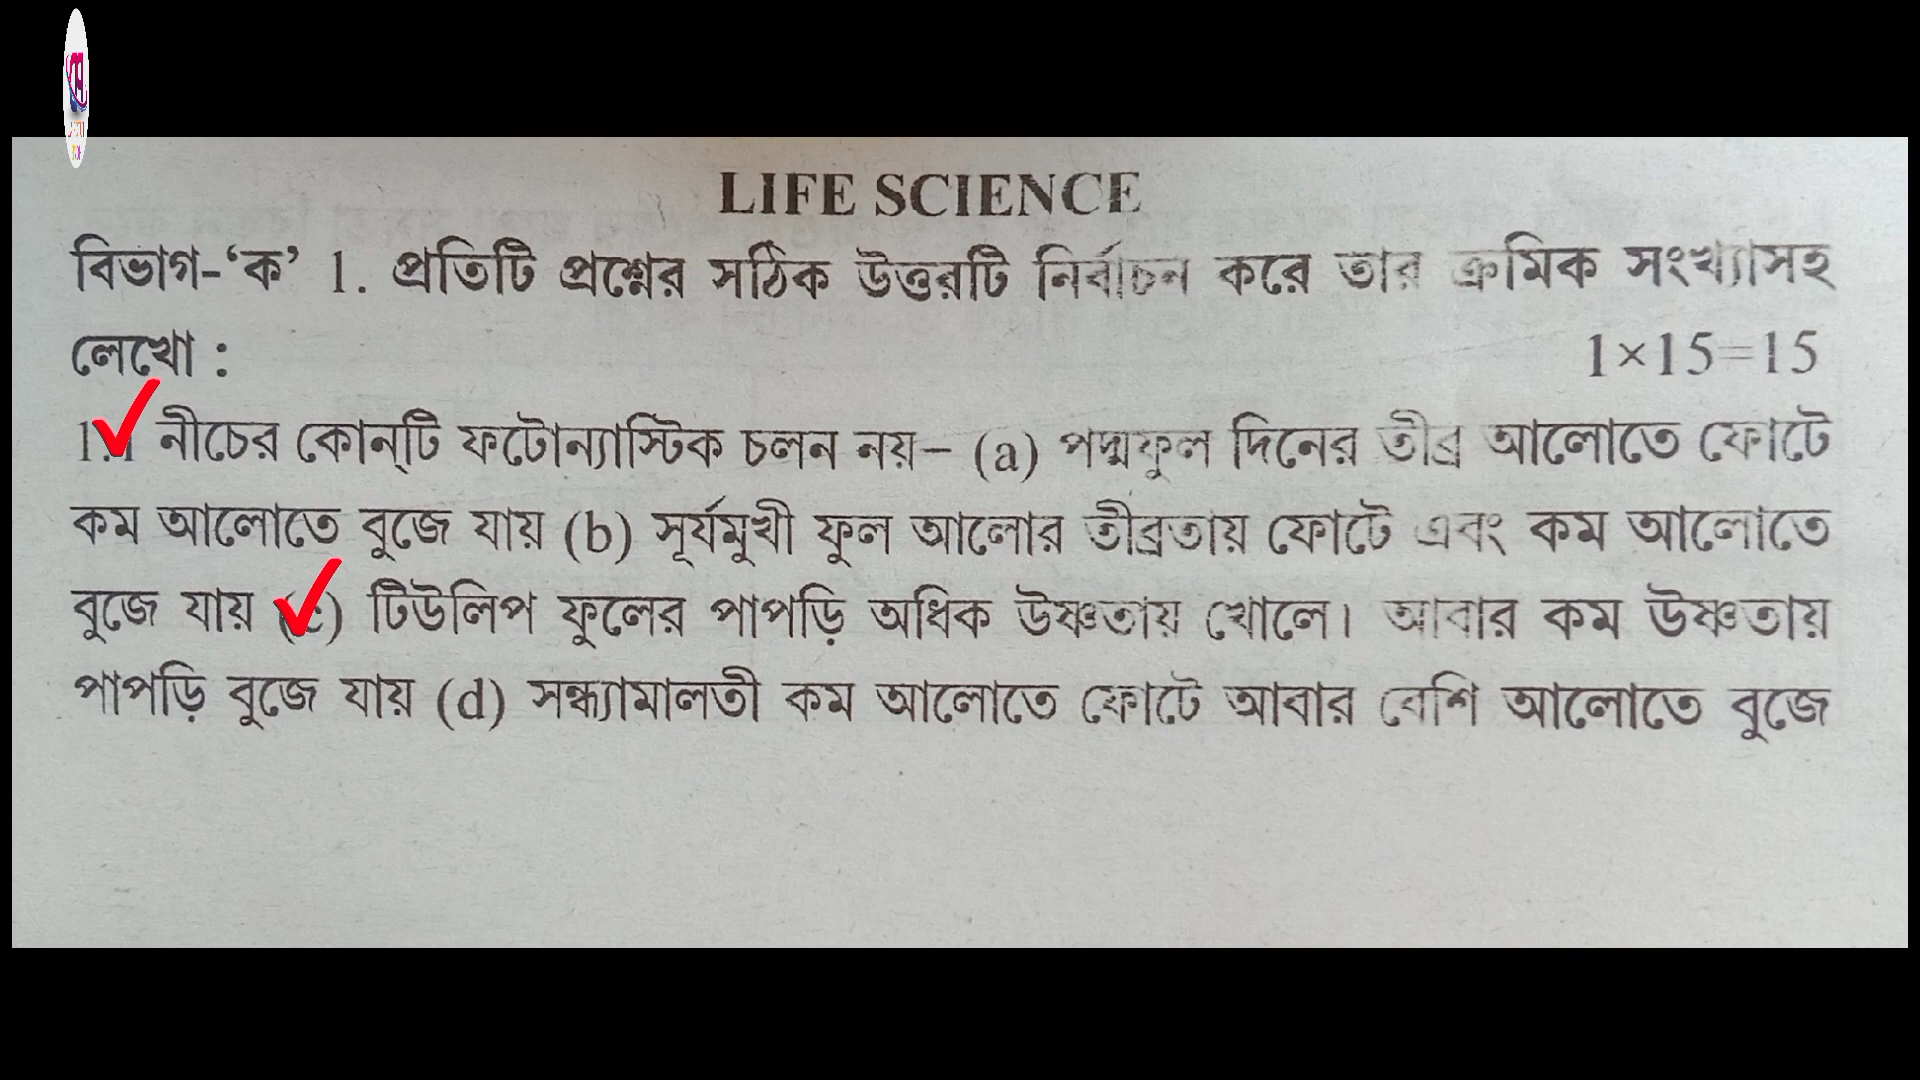 LIFE SCIENCE
বিভাগ-‘ক’ 1. প্রতিটি প্রশ্নের সঠিক উত্তরটি নির্বাচন করে তার ক্রমিক সংখ্যাসহ
লেখো : 1×15=15
নীচের কোন্‌টি ফটোন্যাস্টিক চলন নয়– (a) পদ্মফুল দিনের তীব্র আলোতে ফোটে
কম আলোতে বুজে যায় (b) সূর্যমুখী ফুল আলোর তীব্রতায় ফোটে এবং কম আলোতে
বুজে যায় (c) টিউলিপ ফুলের পাপড়ি অধিক উষ্ণতায় খোলে। আবার কম উষ্ণতায়
পাপড়ি বুজে যায় (d) সন্ধ্যামালতী কম আলোতে ফোটে আবার বেশি আলোতে বুজে